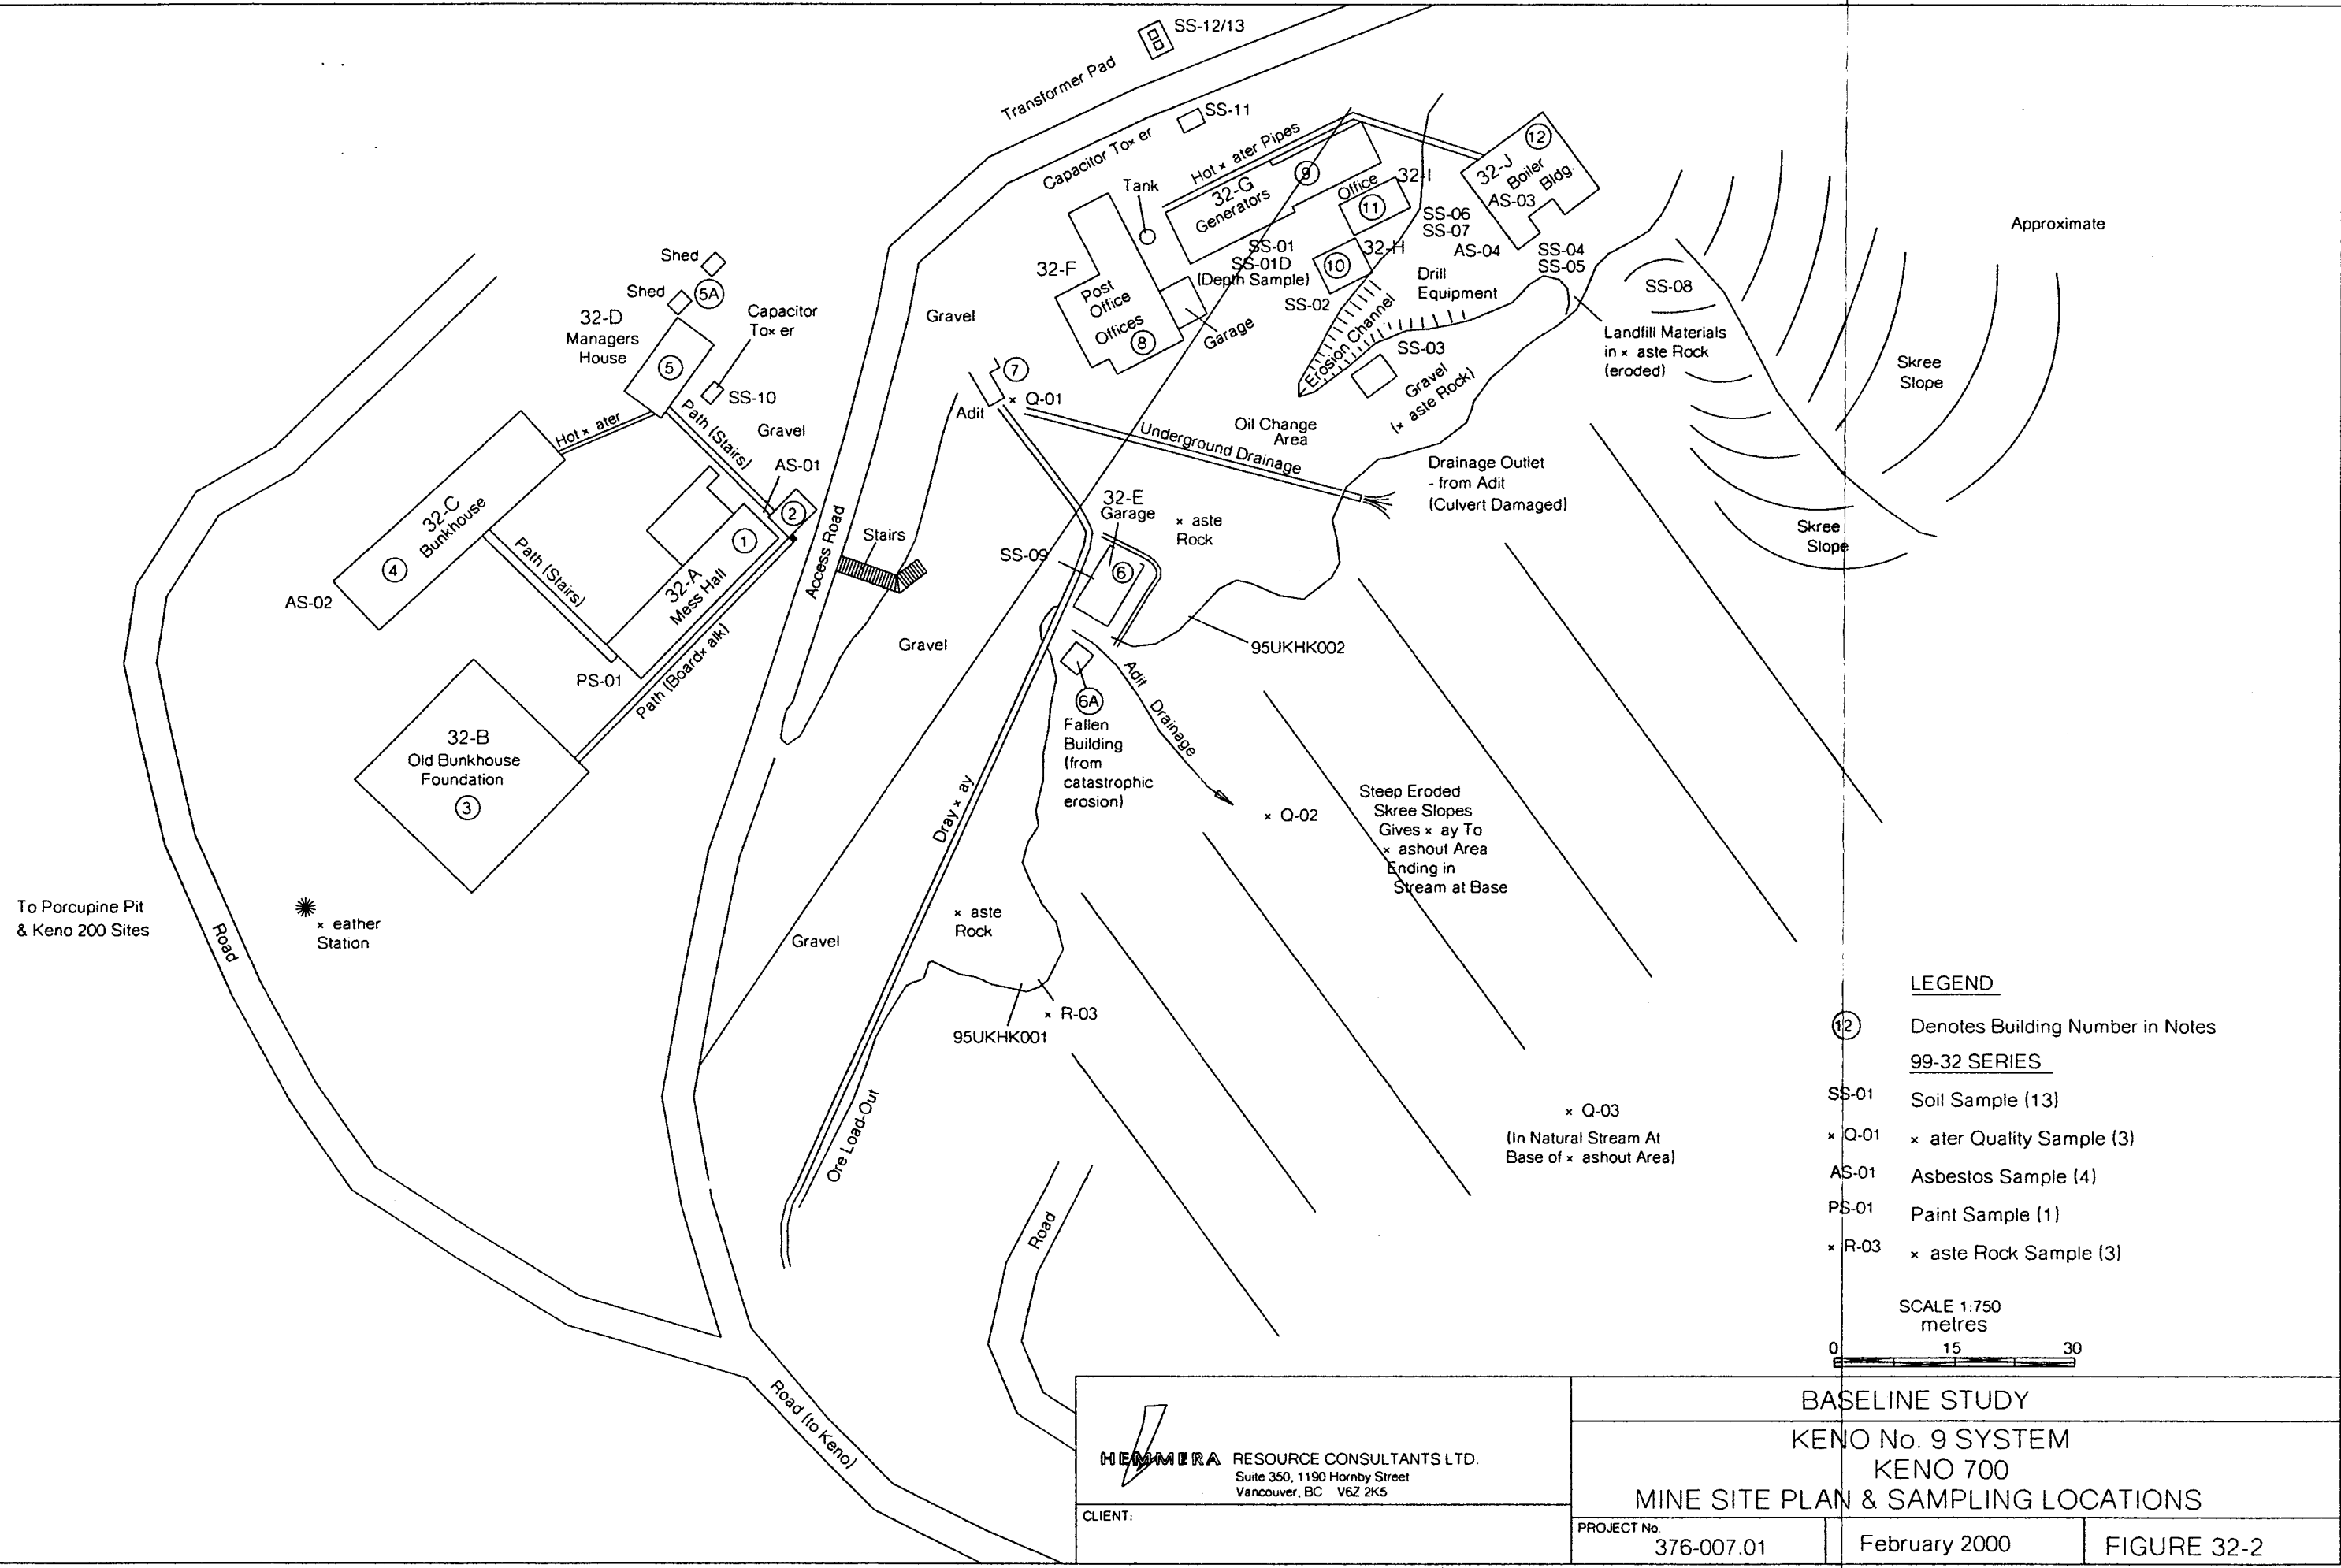 SS-12/13
Transformer Pad
SS-11
Capacitor To× er
Hot × ater Pipes
Tank
32-G
Generators
9
Office
32-I
11
12
32-J
Boiler
Bldg.
AS-03
SS-06
SS-07
AS-04
SS-04
SS-05
SS-08
Approximate
32-F
Post
Office
Offices
8
Garage
SS-01
SS-01D
(Depth Sample)
32-H
10
SS-02
Drill
Equipment
Erosion Channel
SS-03
Gravel
(× aste Rock)
Landfill Materials
in × aste Rock
(eroded)
Skree
Slope
Skree
Slope
Shed
Shed
5A
32-D
Managers
House
5
Capacitor
To× er
SS-10
Gravel
Gravel
7
Adit
× Q-01
Underground Drainage
Oil Change
Area
Drainage Outlet
- from Adit
(Culvert Damaged)
Hot × ater
Path (Stairs)
AS-01
2
1
32-A
Mess Hall
32-C
Bunkhouse
4
AS-02
Path (Stairs)
PS-01
Path (Board× alk)
32-B
Old Bunkhouse
Foundation
3
Access Road
Stairs
32-E
Garage
SS-09
6
× aste
Rock
95UKHK002
Gravel
6A
Fallen
Building
(from
catastrophic
erosion)
Adit Drainage
× Q-02
Steep Eroded
Skree Slopes
Gives × ay To
× ashout Area
Ending in
Stream at Base
Dray× ay
To Porcupine Pit
& Keno 200 Sites
Road
× eather
Station
Gravel
× aste
Rock
× R-03
95UKHK001
Ore Load-Out
× Q-03
(In Natural Stream At
Base of × ashout Area)
Road
Road (to Keno)
LEGEND
12 Denotes Building Number in Notes
99-32 SERIES
SS-01 Soil Sample (13)
× Q-01 × ater Quality Sample (3)
AS-01 Asbestos Sample (4)
PS-01 Paint Sample (1)
× R-03 × aste Rock Sample (3)
SCALE 1:750
metres
0 15 30
HEMMERA RESOURCE CONSULTANTS LTD.
Suite 350, 1190 Hornby Street
Vancouver, BC V6Z 2K5
CLIENT:
BASELINE STUDY
KENO No. 9 SYSTEM
KENO 700
MINE SITE PLAN & SAMPLING LOCATIONS
PROJECT No.
376-007.01
February 2000
FIGURE 32-2